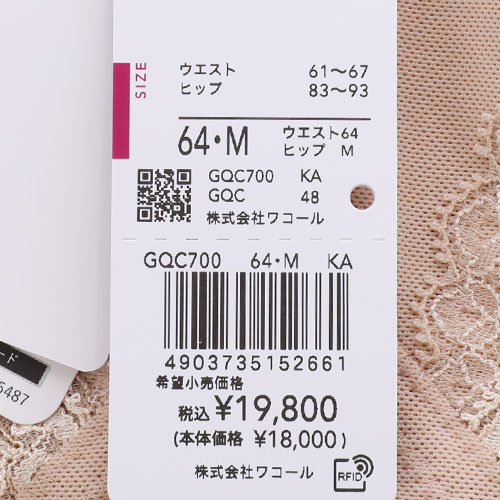 SIZE
ウエスト 61～67
ヒップ 83～93
64・M ウエスト64
ヒップ M
GQC700 KA
GQC 48
株式会社ワコール
GQC700 64・M KA
4903735152661
希望小売価格
税込 ¥19,800
(本体価格 ¥18,000)
株式会社ワコール
RFID
ード
5487